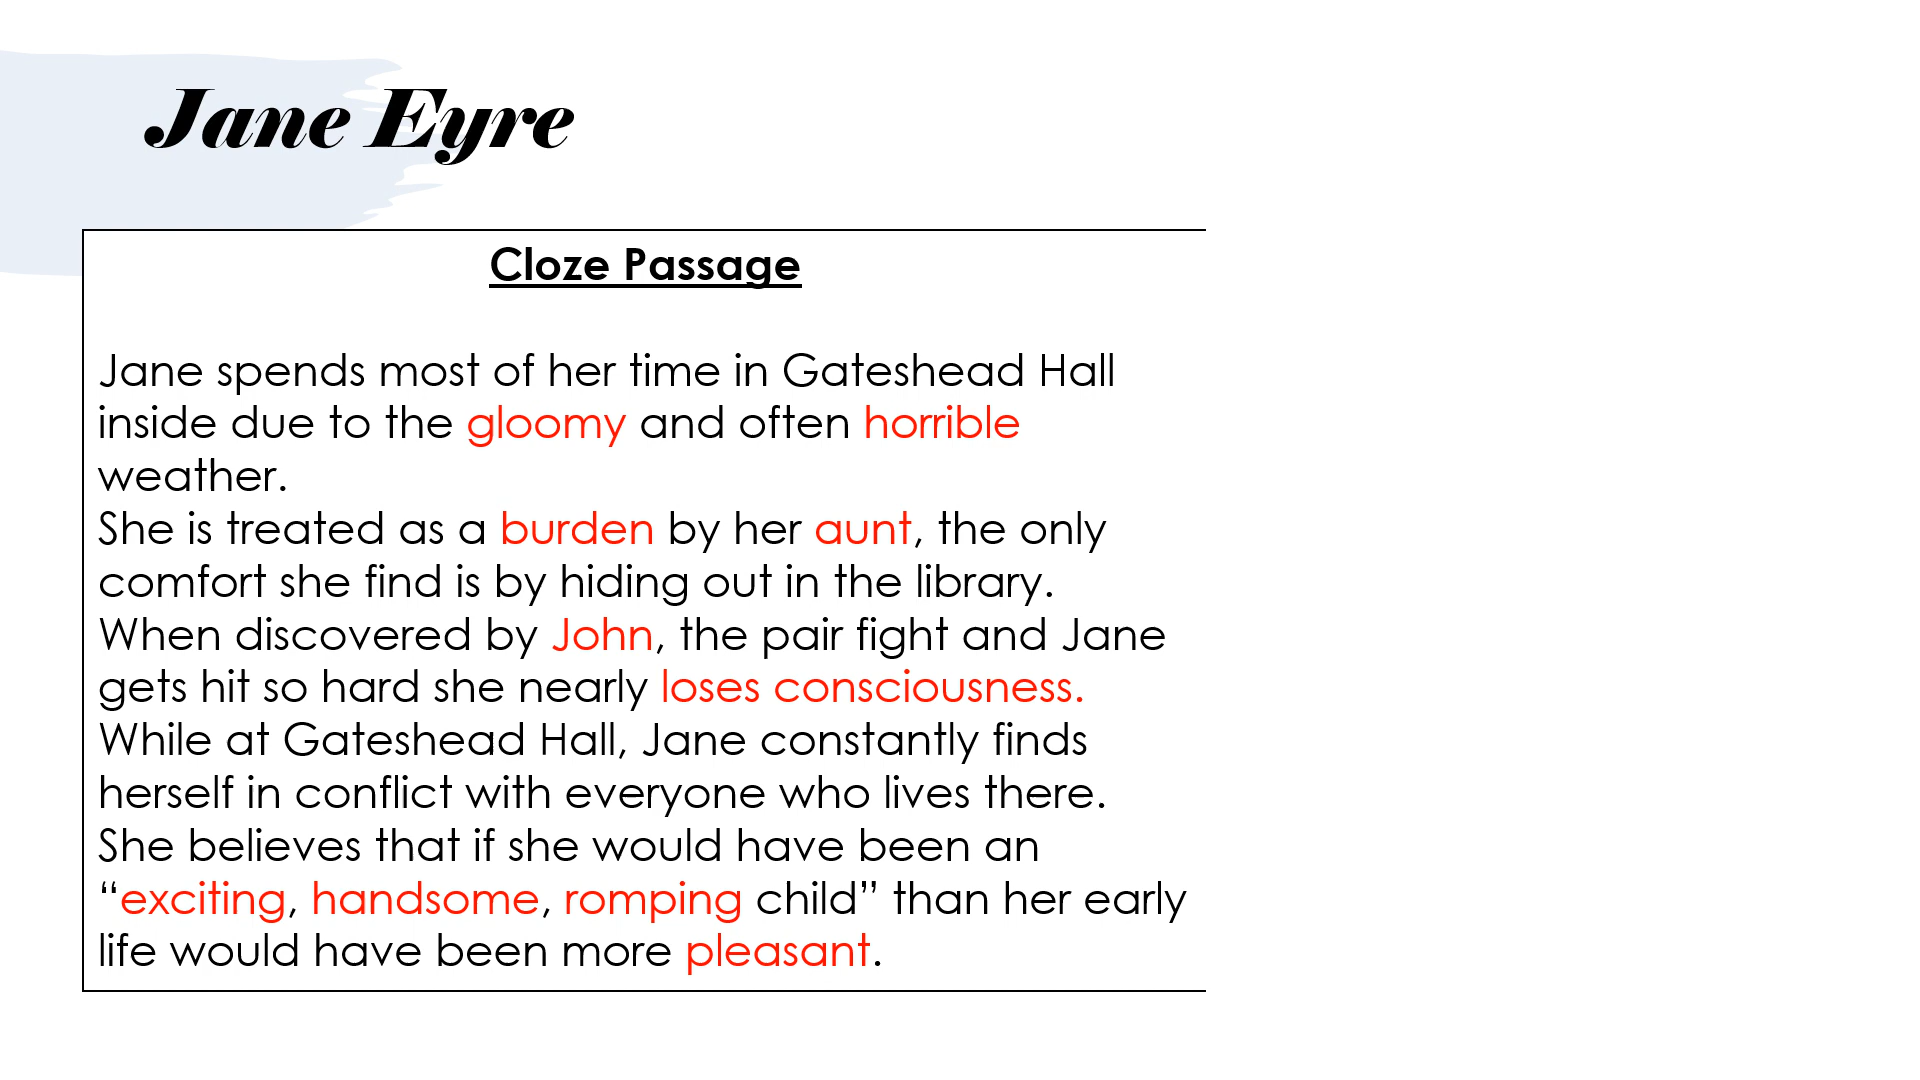 Jane Eyre
Cloze Passage
Jane spends most of her time in Gateshead Hall
inside due to the gloomy and often horrible
weather.
She is treated as a burden by her aunt, the only
comfort she find is by hiding out in the library.
When discovered by John, the pair fight and Jane
gets hit so hard she nearly loses consciousness.
While at Gateshead Hall, Jane constantly finds
herself in conflict with everyone who lives there.
She believes that if she would have been an
“exciting, handsome, romping child” than her early
life would have been more pleasant.